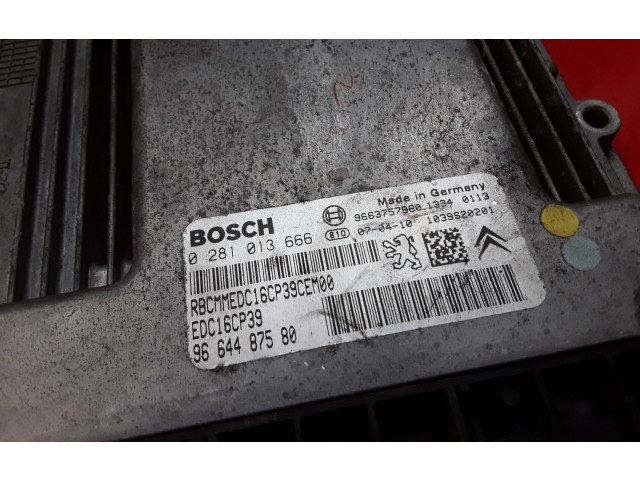 BOSCH
Made in Germany
9663757980.1334 0113
0 281 013 666 B1D 07-04-10 1039S20201
RBCMMEDC16CP39CEM00
EDC16CP39
96 644 875 80